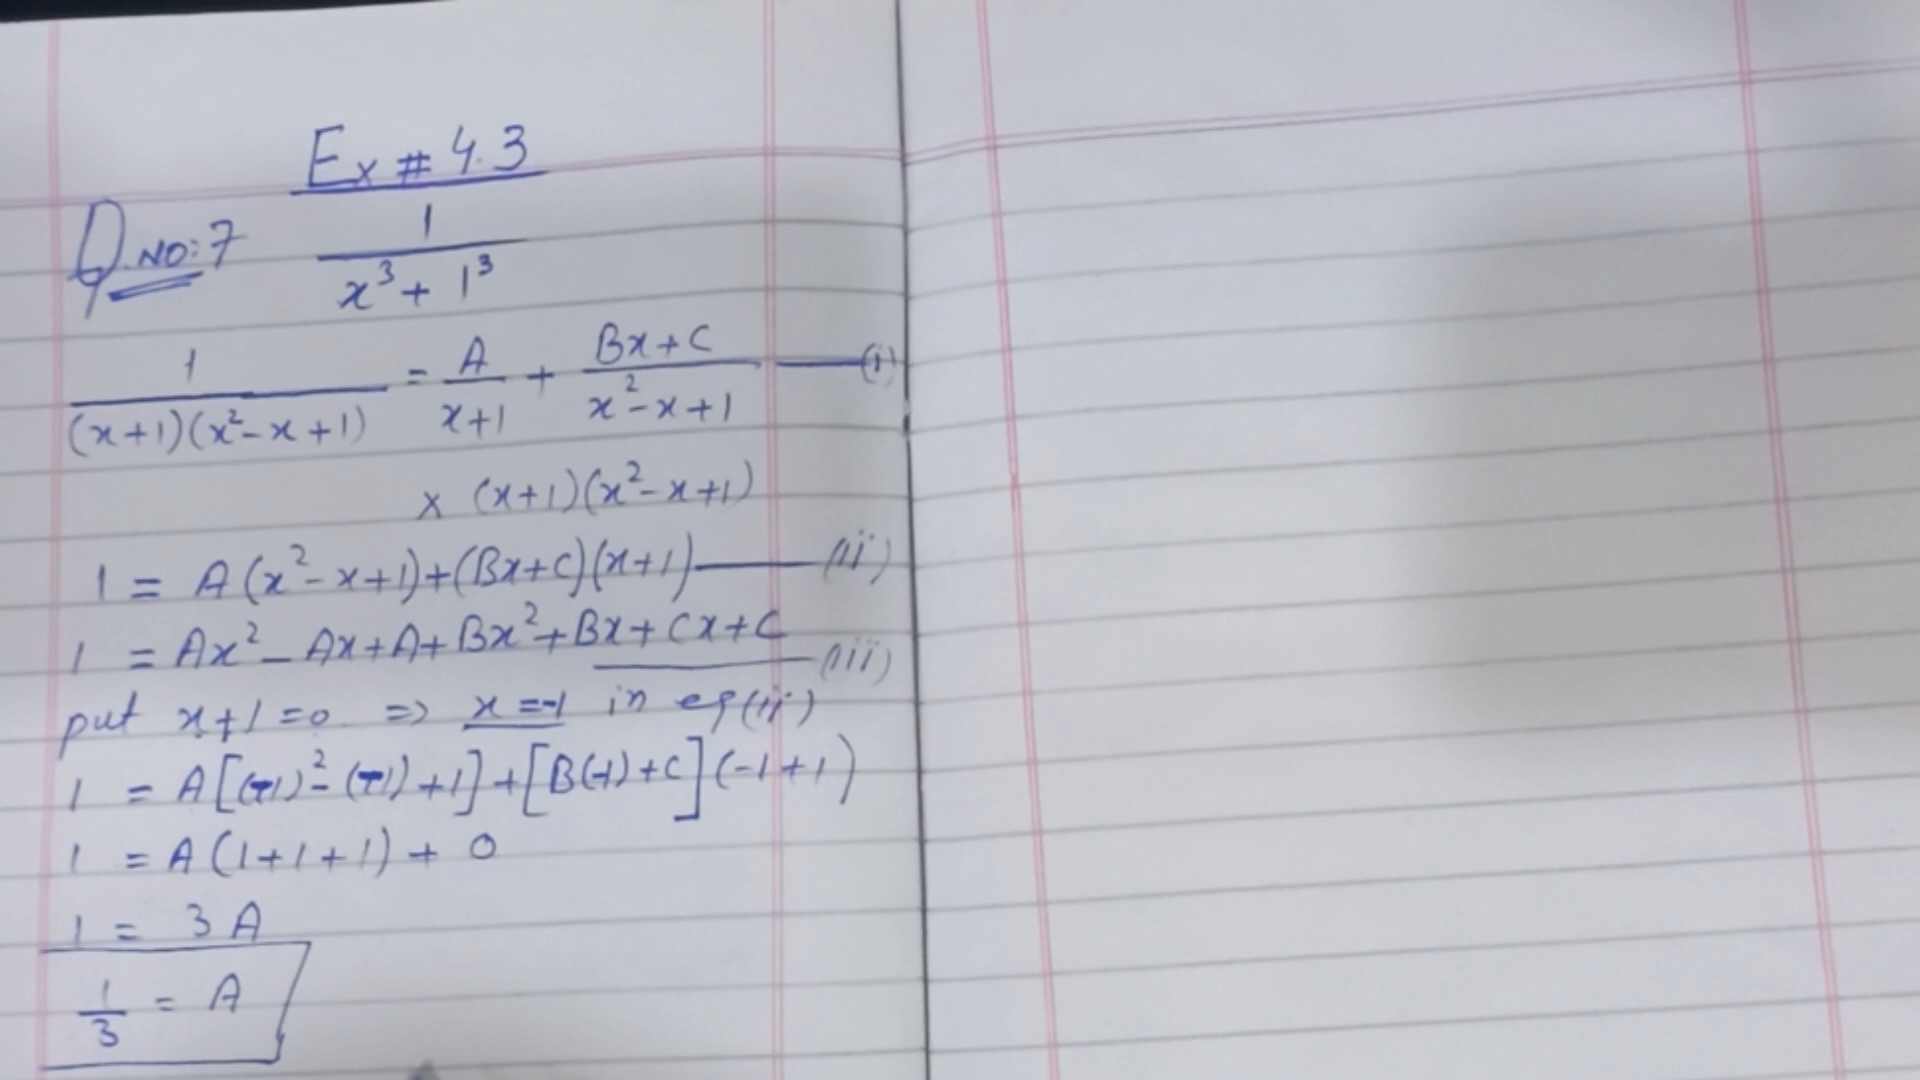 Ex # 4.3
Q.NO:7 1/(x³ + 1³)
1/((x+1)(x²-x+1)) = A/(x+1) + (Bx+C)/(x²-x+1) —(i)
× (x+1)(x²-x+1)
1 = A(x²-x+1)+(Bx+C)(x+1)—(ii)
1 = Ax²-Ax+A+Bx²+Bx+Cx+C —(iii)
put x+1=0 => x=-1 in eq(ii)
1 = A[(-1)²-(-1)+1]+[B(-1)+C](-1+1)
1 = A(1+1+1)+0
1 = 3A
1/3 = A